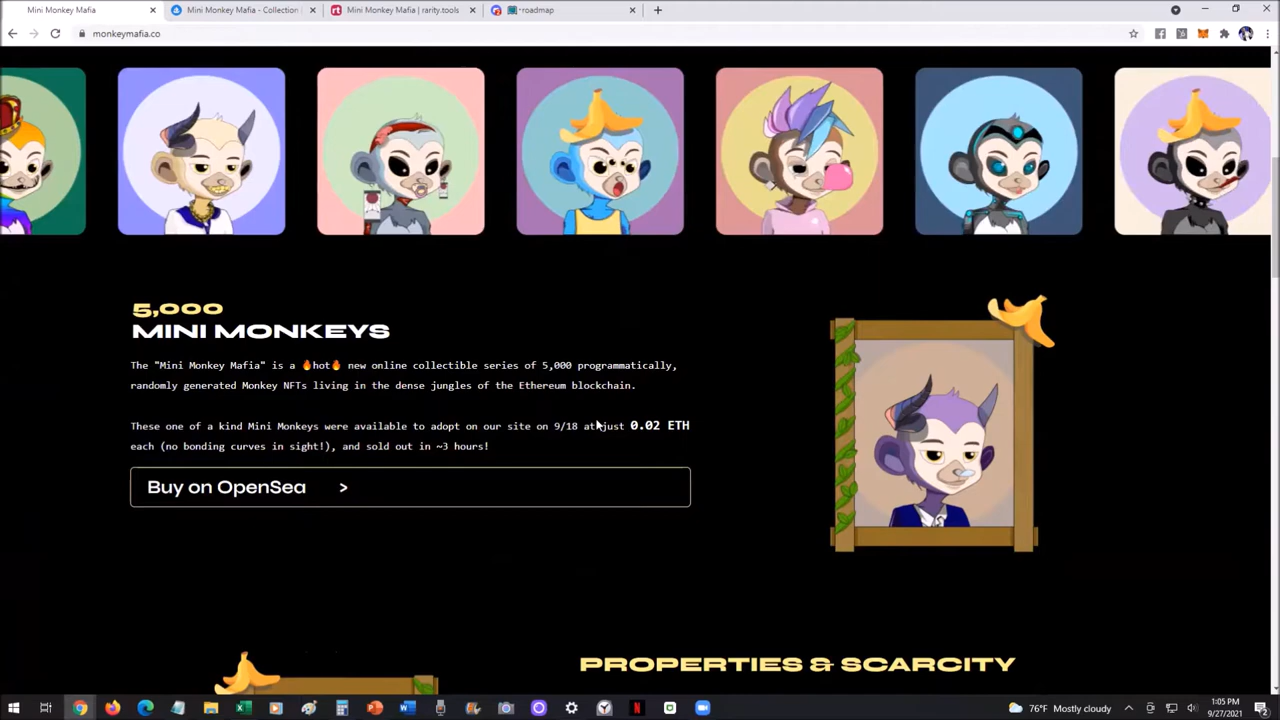 Mini Monkey Mafia
Mini Monkey Mafia - Collection
Mini Monkey Mafia | rarity.tools
roadmap
monkeymafia.co
5,000
MINI MONKEYS
The "Mini Monkey Mafia" is a 🔥hot🔥 new online collectible series of 5,000 programmatically,
randomly generated Monkey NFTs living in the dense jungles of the Ethereum blockchain.
These one of a kind Mini Monkeys were available to adopt on our site on 9/18 at just 0.02 ETH
each (no bonding curves in sight!), and sold out in ~3 hours!
Buy on OpenSea >
PROPERTIES & SCARCITY
76°F Mostly cloudy
1:05 PM
9/27/2021